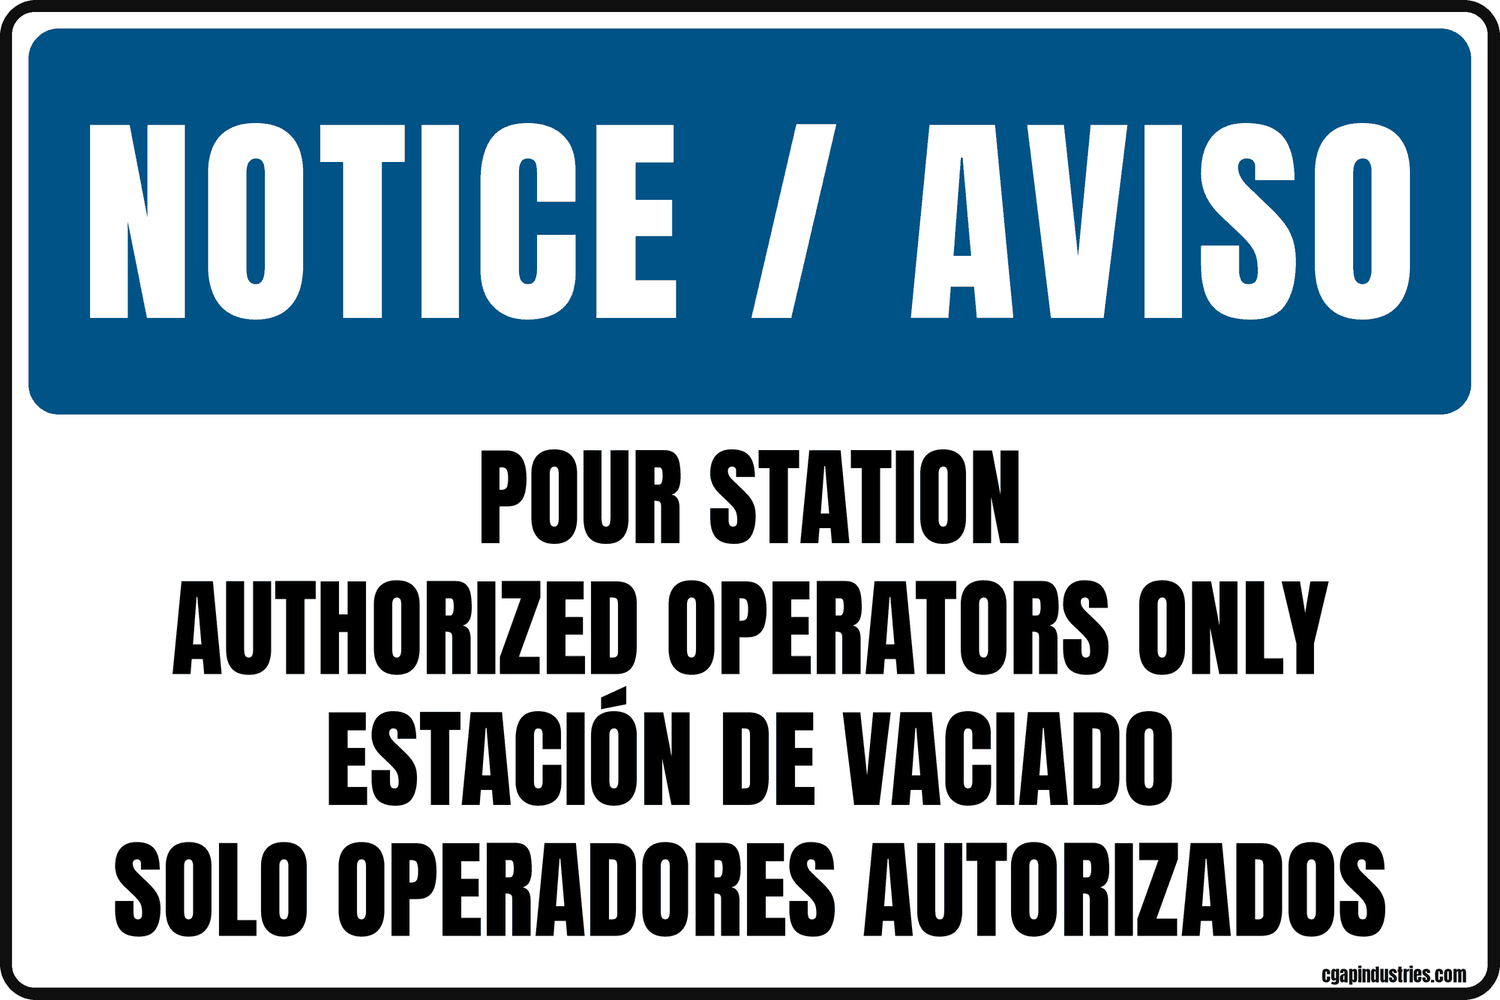 NOTICE / AVISO
POUR STATION
AUTHORIZED OPERATORS ONLY
ESTACIÓN DE VACIADO
SOLO OPERADORES AUTORIZADOS
cgapindustries.com